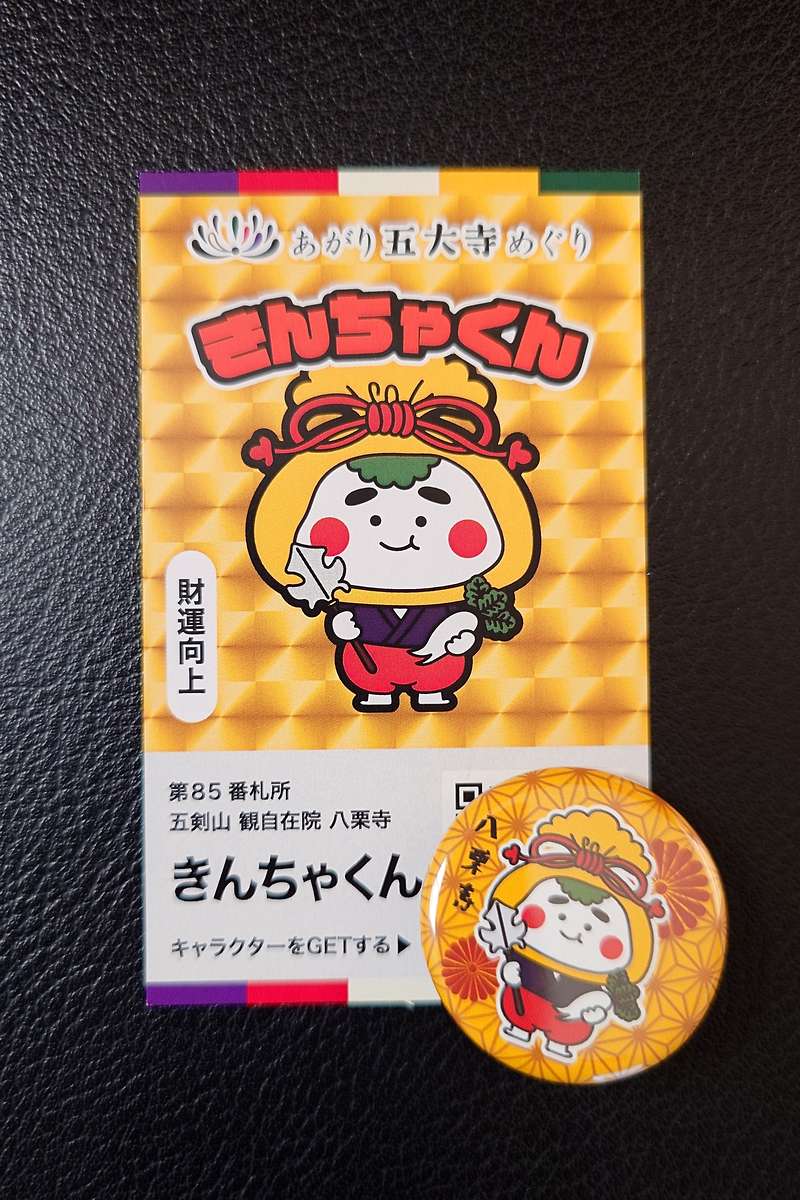 あがり五大寺めぐり
きんちゃくん
財運向上
第85番札所
五剣山 観自在院 八栗寺
きんちゃくん
キャラクターをGETする▶
八栗寺